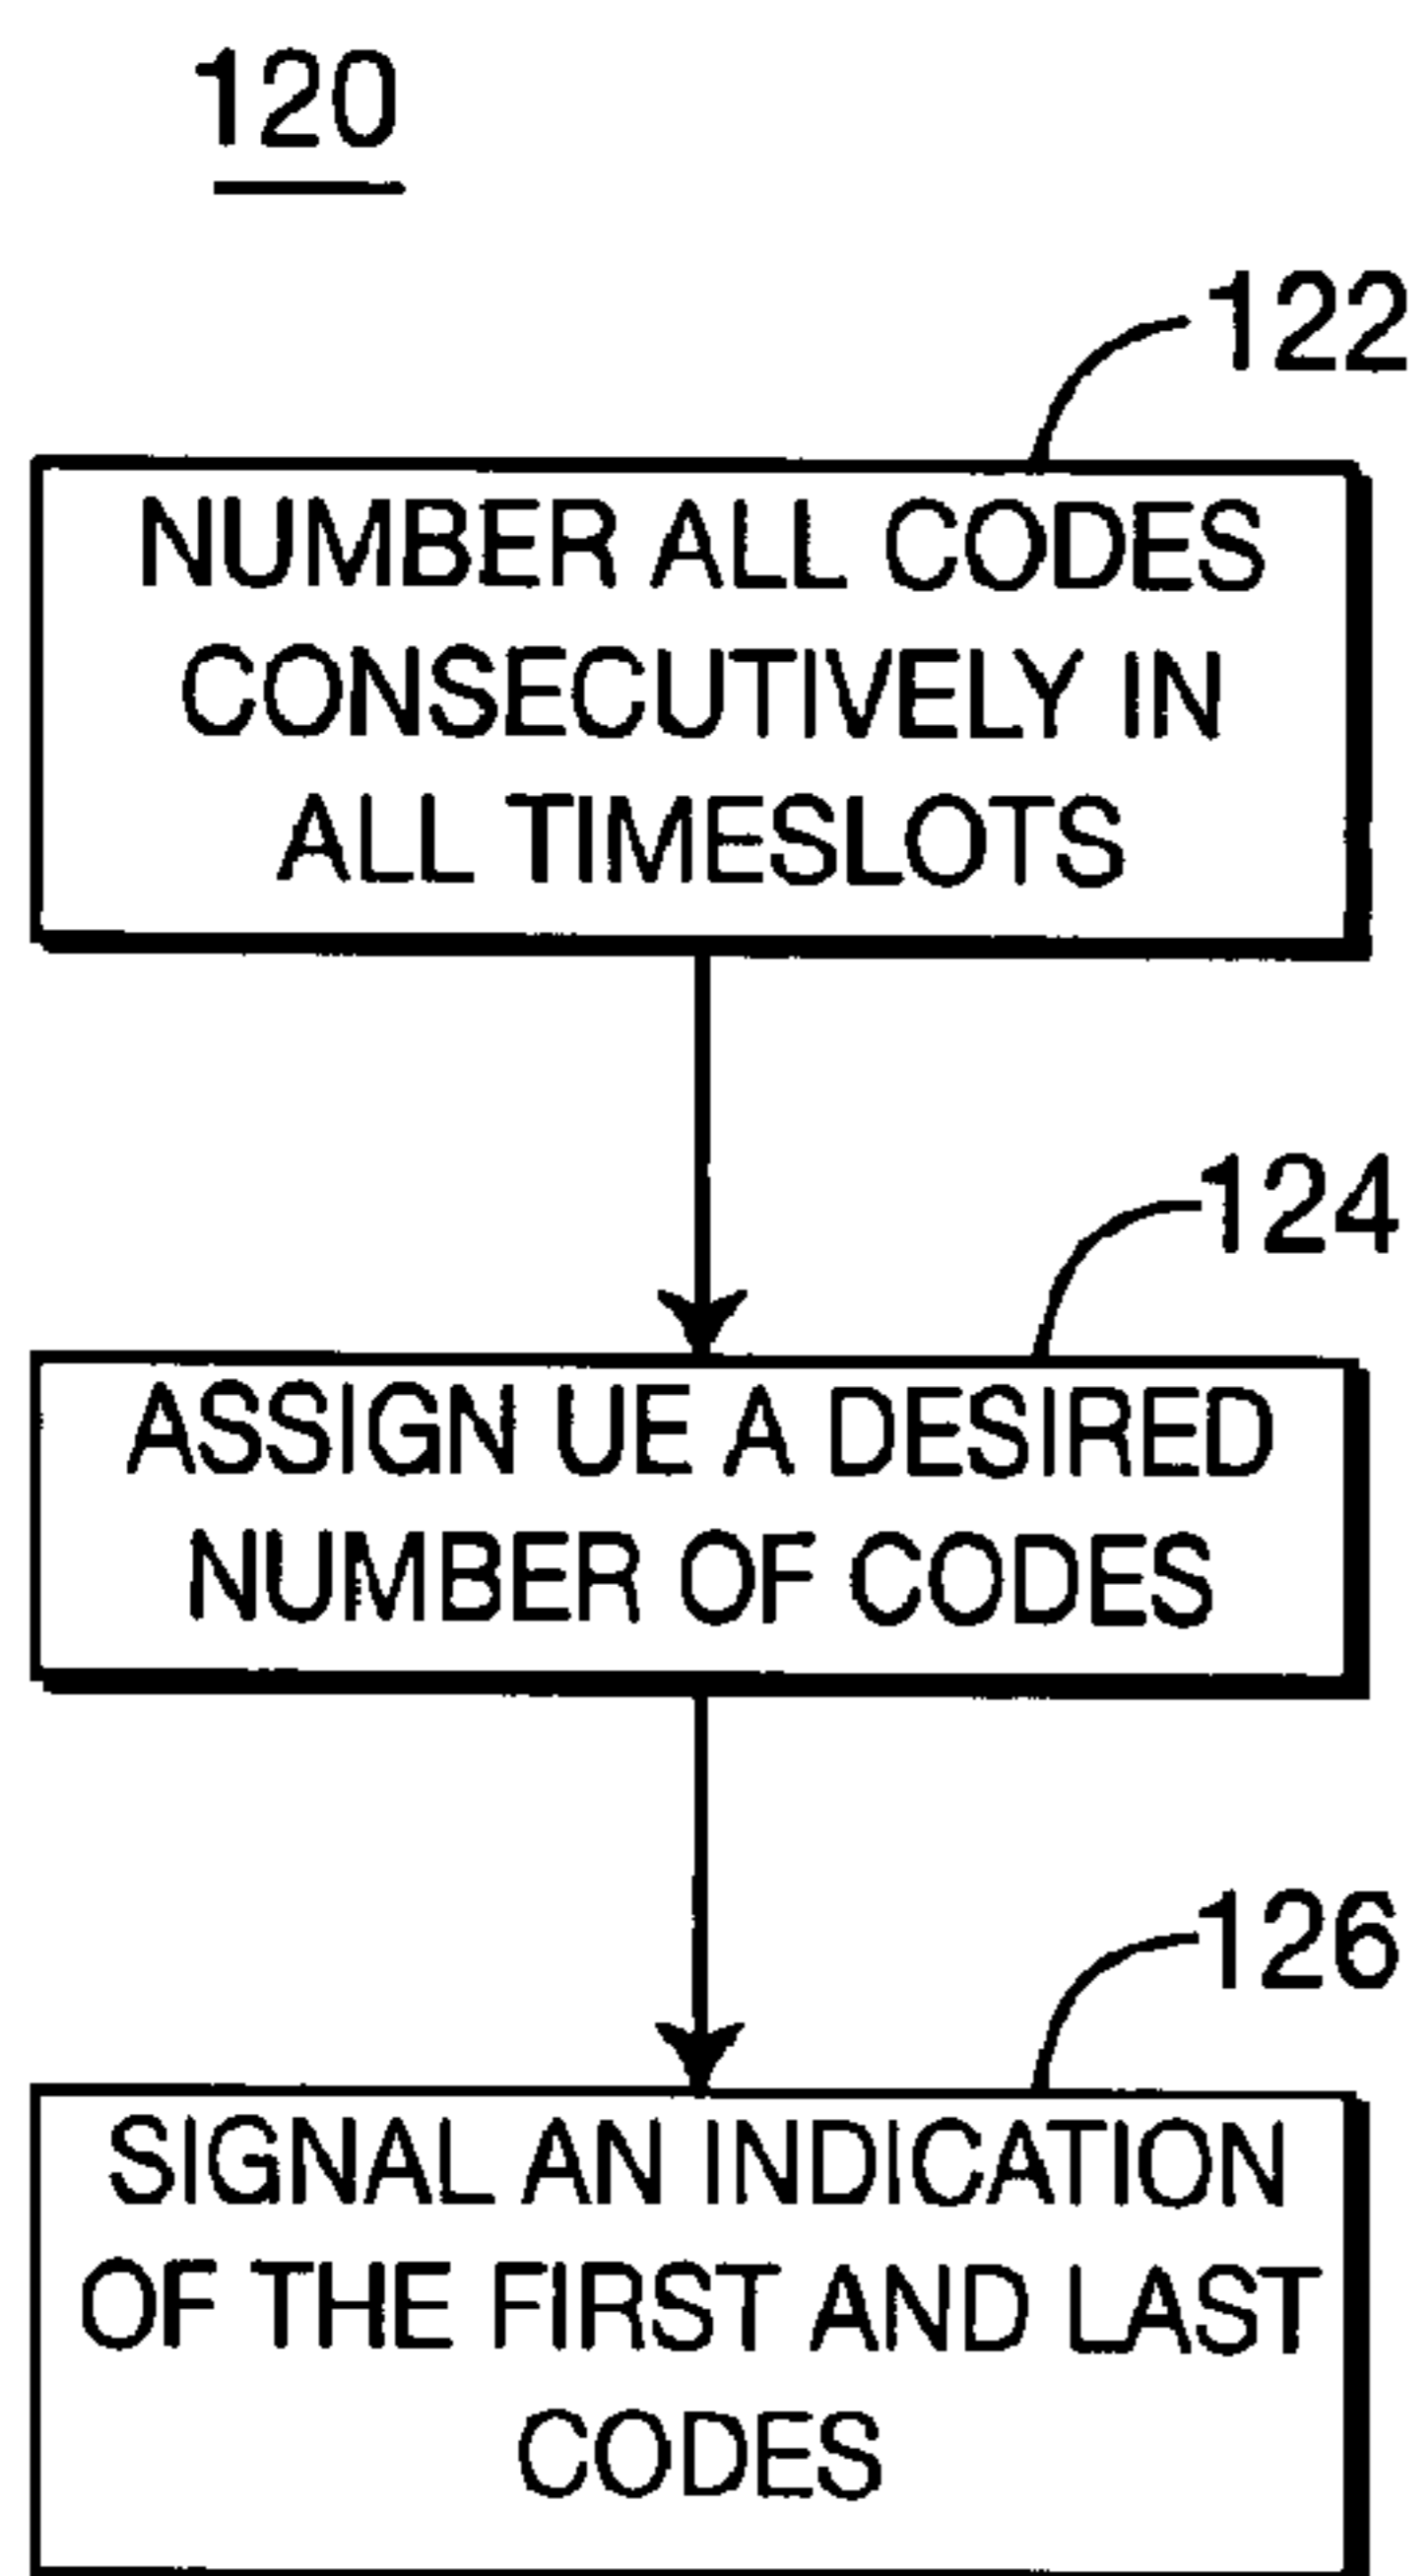 120
122
NUMBER ALL CODES
CONSECUTIVELY IN
ALL TIMESLOTS
124
ASSIGN UE A DESIRED
NUMBER OF CODES
126
SIGNAL AN INDICATION
OF THE FIRST AND LAST
CODES